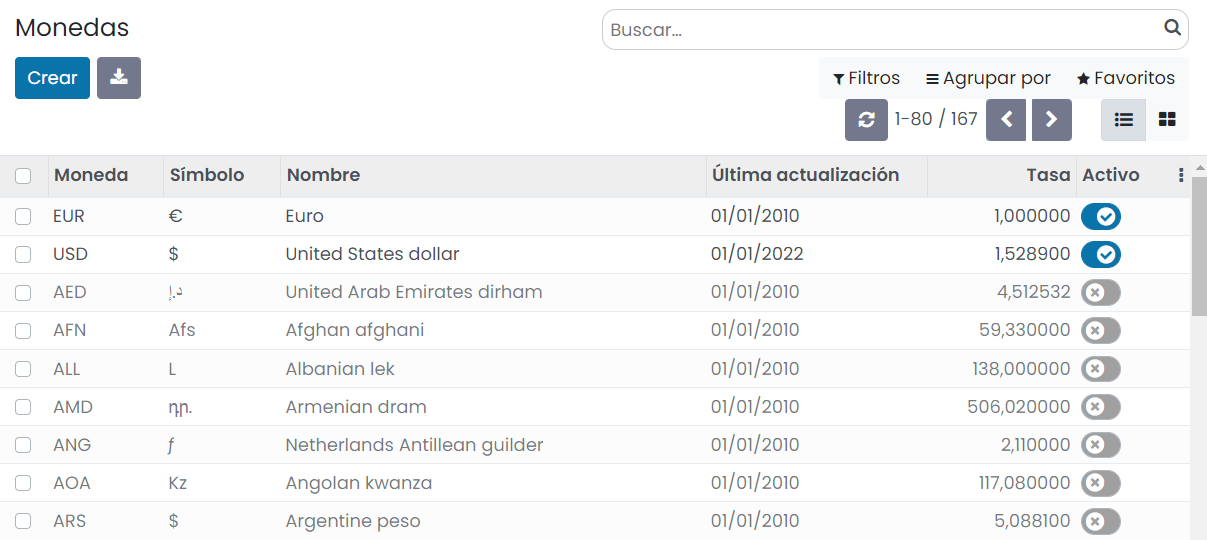 Monedas
Buscar...
Crear
Filtros Agrupar por Favoritos
1-80 / 167
Moneda Símbolo Nombre Última actualización Tasa Activo
EUR € Euro 01/01/2010 1,000000
USD $ United States dollar 01/01/2022 1,528900
AED د.إ United Arab Emirates dirham 01/01/2010 4,512532
AFN Afs Afghan afghani 01/01/2010 59,330000
ALL L Albanian lek 01/01/2010 138,000000
AMD դր. Armenian dram 01/01/2010 506,020000
ANG ƒ Netherlands Antillean guilder 01/01/2010 2,110000
AOA Kz Angolan kwanza 01/01/2010 117,080000
ARS $ Argentine peso 01/01/2010 5,088100